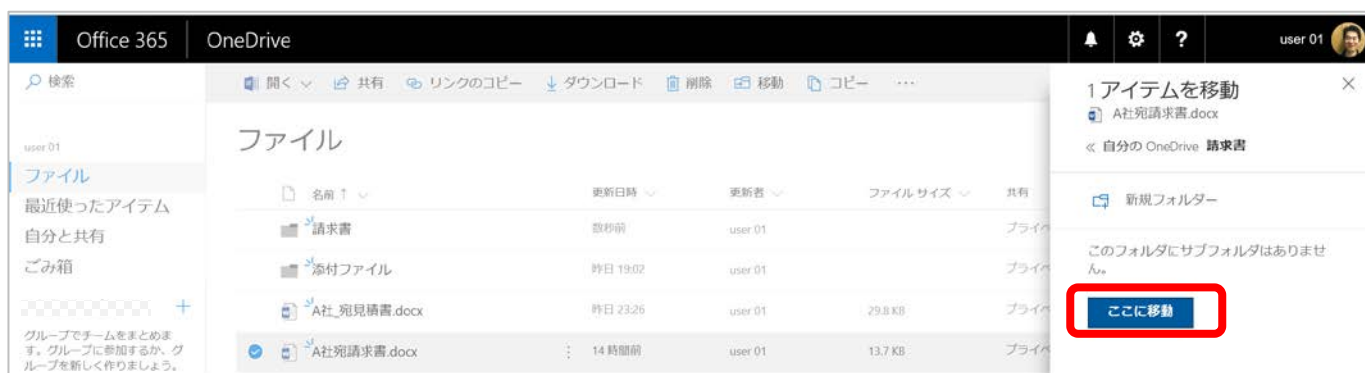 Office 365 OneDrive ? user 01
検索
開く 共有 リンクのコピー ダウンロード 削除 移動 コピー ...
1 アイテムを移動
A社宛請求書.docx
« 自分の OneDrive 請求書
user 01
ファイル
ファイル
最近使ったアイテム
自分と共有
ごみ箱
名前 ↑ 更新日時 更新者 ファイル サイズ 共有
請求書 数秒前 user 01 プライベ
添付ファイル 昨日 19:02 user 01 プライベ
A社_宛見積書.docx 昨日 23:26 user 01 29.8 KB プライベ
A社宛請求書.docx 14 時間前 user 01 13.7 KB プライベ
新規フォルダー
このフォルダにサブフォルダはありませ
ん。
ここに移動
グループでチームをまとめま
す。グループに参加するか、グ
ループを新しく作りましょう。